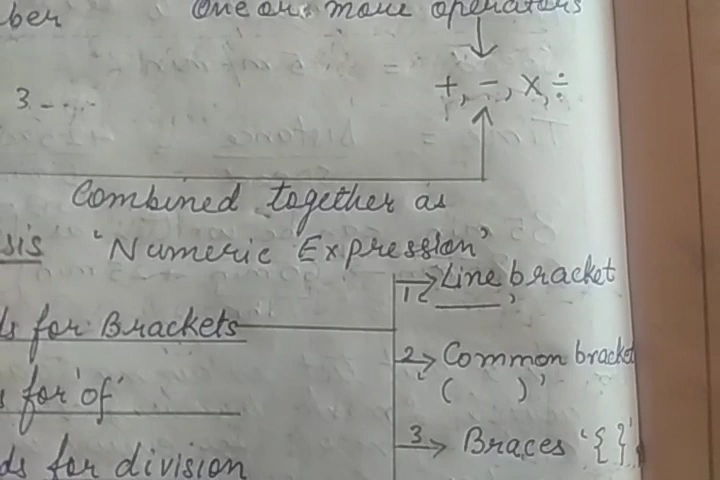 ber One or more operators
+, -, ×, ÷
3 - ...
Combined together as
sis 'Numeric Expression'
1 Line bracket
' ____ '
ds for Brackets
2 Common bracket
' ( ) '
for 'of'
3 Braces '{ }'
ds for division